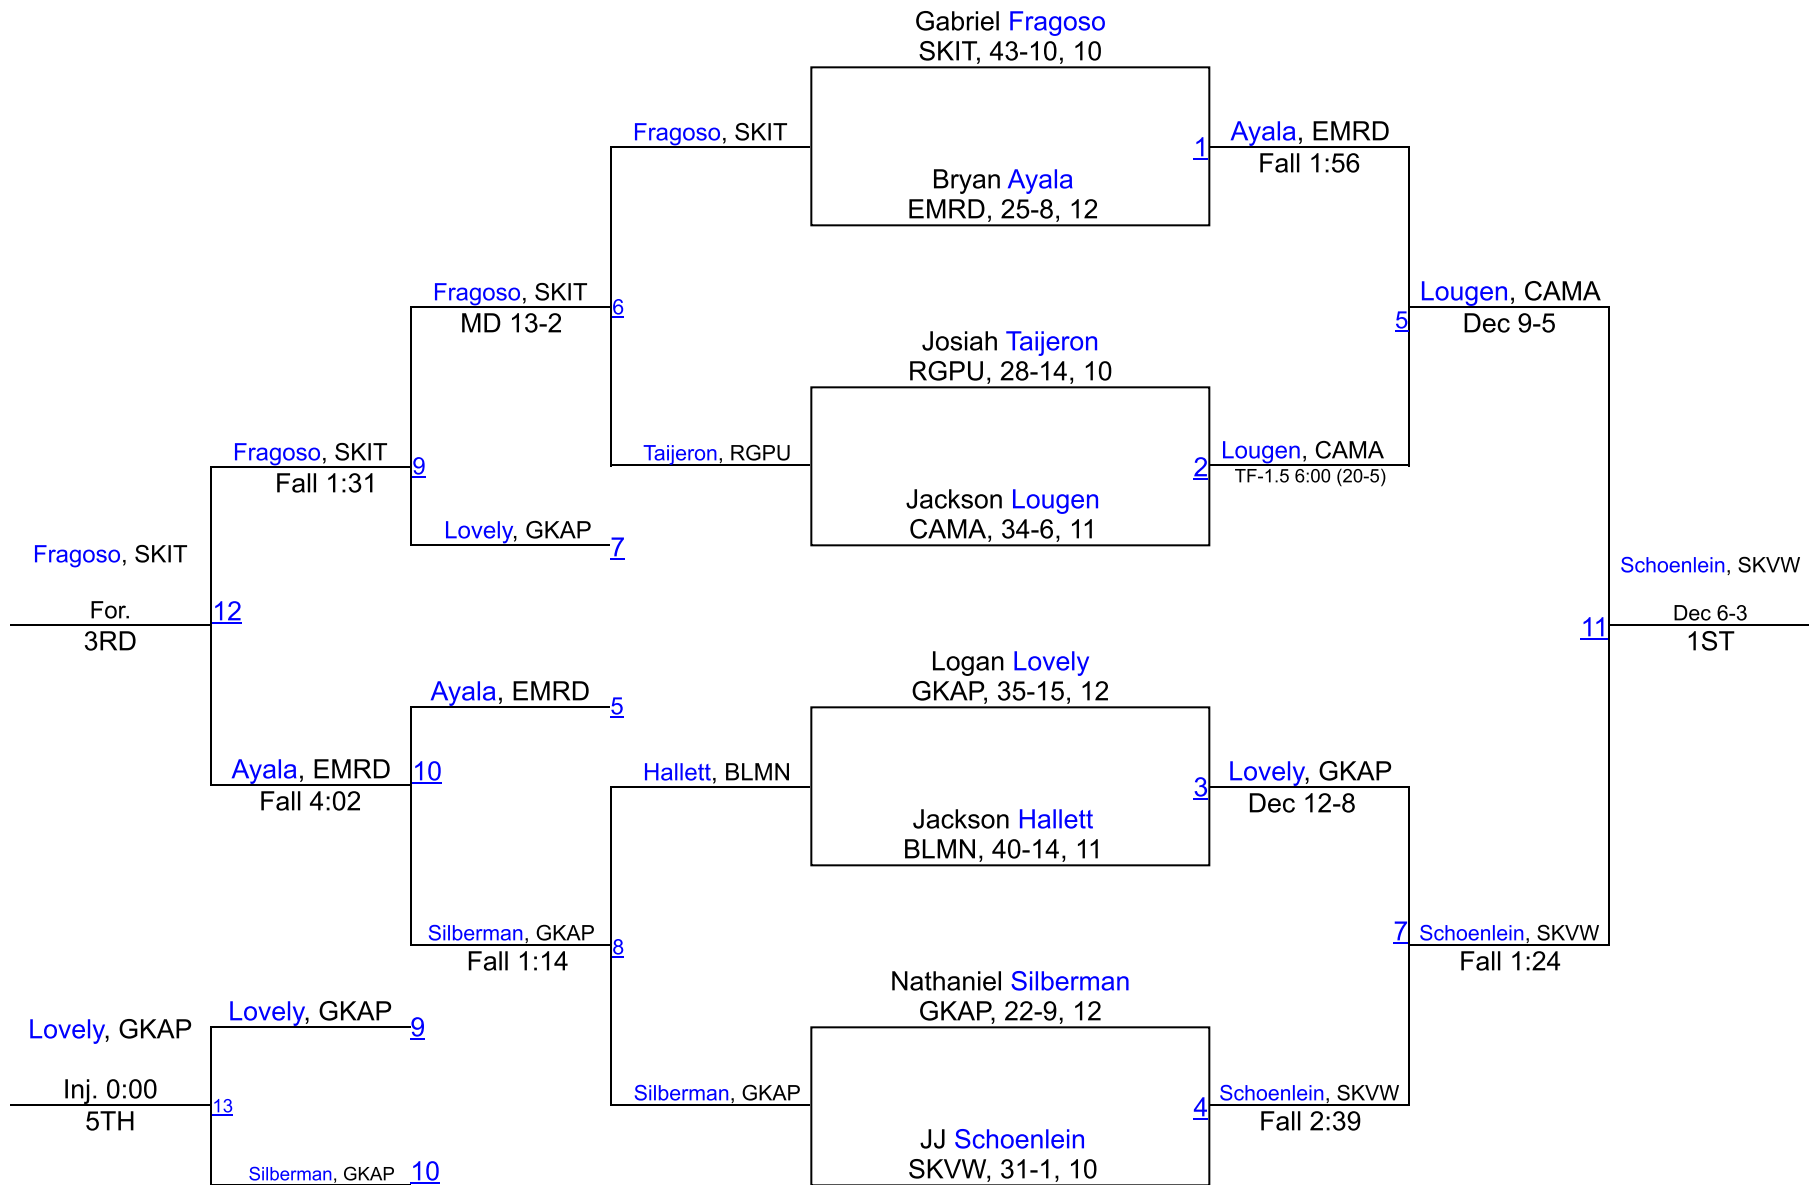 Gabriel Fragoso
SKIT, 43-10, 10
Fragoso, SKIT
1
Ayala, EMRD
Fall 1:56
Bryan Ayala
EMRD, 25-8, 12
Fragoso, SKIT
MD 13-2
6
Lougen, CAMA
Dec 9-5
5
Josiah Taijeron
RGPU, 28-14, 10
Fragoso, SKIT
Fall 1:31
9
Taijeron, RGPU
2
Lougen, CAMA
TF-1.5 6:00 (20-5)
Jackson Lougen
CAMA, 34-6, 11
Lovely, GKAP
7
Fragoso, SKIT
For.
3RD
12
Schoenlein, SKVW
Dec 6-3
1ST
11
Logan Lovely
GKAP, 35-15, 12
Ayala, EMRD
5
Ayala, EMRD
Fall 4:02
10
Hallett, BLMN
3
Lovely, GKAP
Dec 12-8
Jackson Hallett
BLMN, 40-14, 11
Silberman, GKAP
Fall 1:14
8
7
Schoenlein, SKVW
Fall 1:24
Nathaniel Silberman
GKAP, 22-9, 12
Lovely, GKAP
Lovely, GKAP
9
Inj. 0:00
5TH
13
Silberman, GKAP
4
Schoenlein, SKVW
Fall 2:39
JJ Schoenlein
SKVW, 31-1, 10
Silberman, GKAP
10